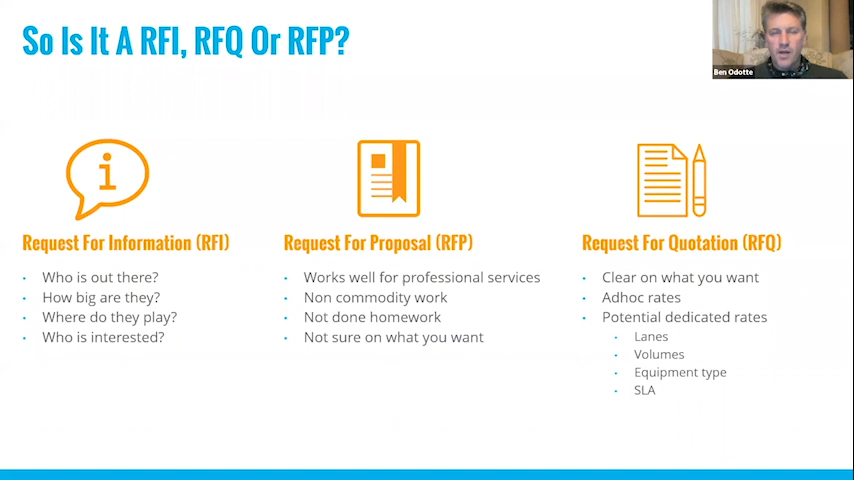 So Is It A RFI, RFQ Or RFP?
Ben Odotte
i
Request For Information (RFI)
• Who is out there?
• How big are they?
• Where do they play?
• Who is interested?
Request For Proposal (RFP)
• Works well for professional services
• Non commodity work
• Not done homework
• Not sure on what you want
Request For Quotation (RFQ)
• Clear on what you want
• Adhoc rates
• Potential dedicated rates
• Lanes
• Volumes
• Equipment type
• SLA